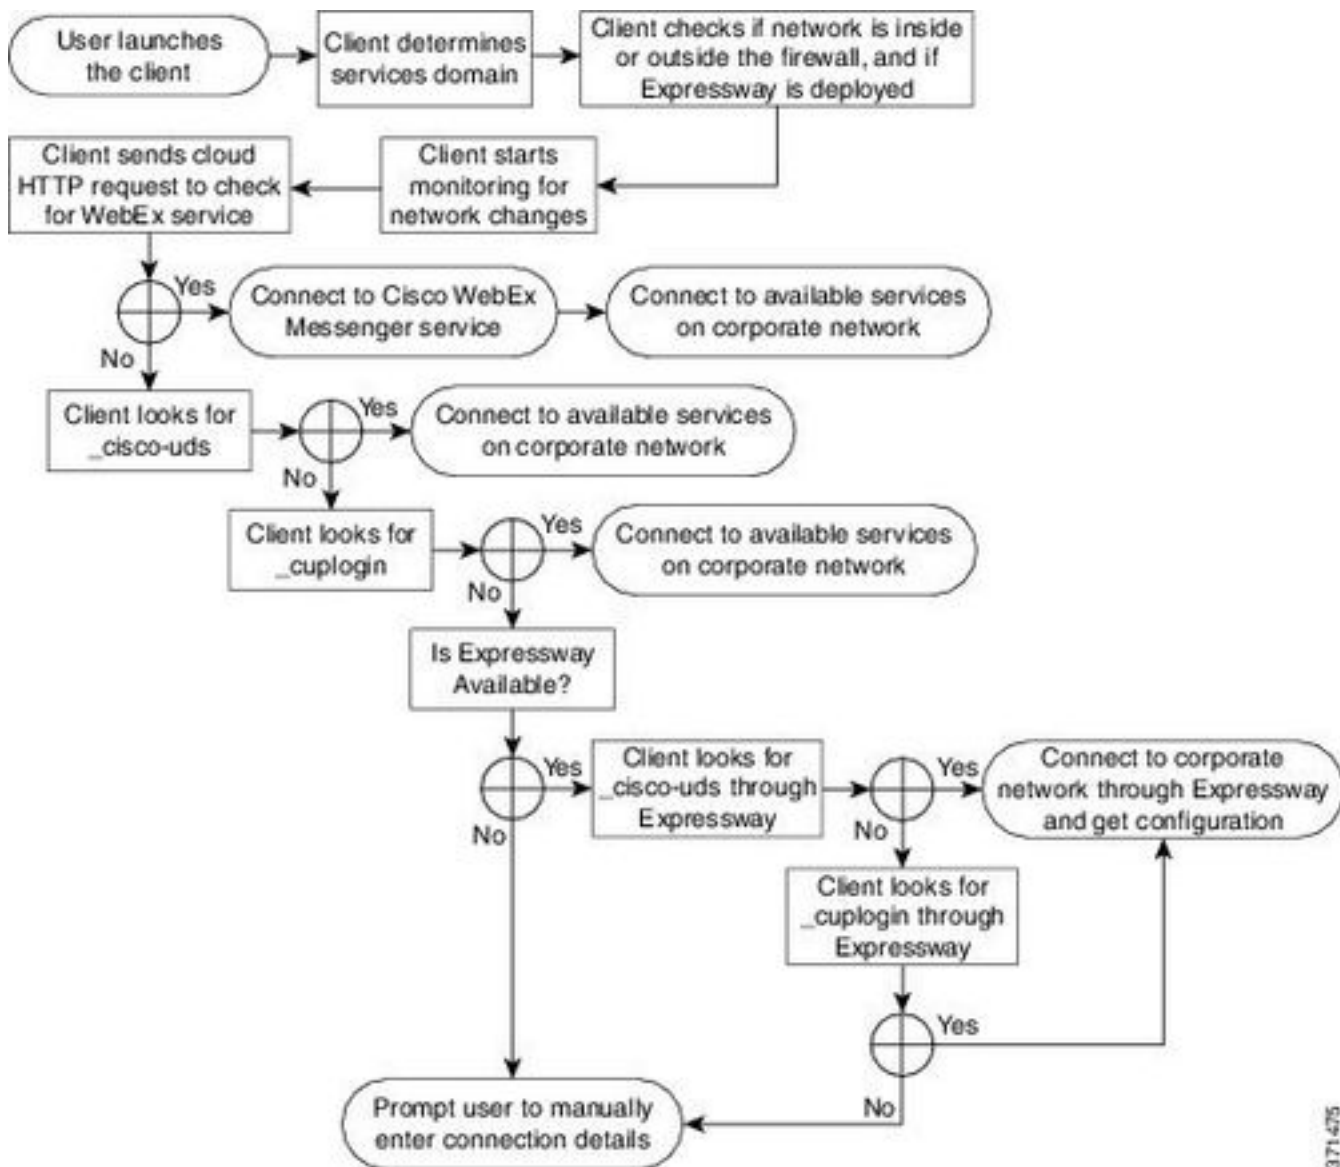 User launches
the client
Client determines
services domain
Client checks if network is inside
or outside the firewall, and if
Expressway is deployed
Client sends cloud
HTTP request to check
for WebEx service
Client starts
monitoring for
network changes
Yes
Connect to Cisco WebEx
Messenger service
Connect to available services
on corporate network
No
Client looks for
_cisco-uds
Yes
Connect to available services
on corporate network
No
Client looks for
_cuplogin
Yes
Connect to available services
on corporate network
No
Is Expressway
Available?
Yes
Client looks for
_cisco-uds through
Expressway
Yes
Connect to corporate
network through Expressway
and get configuration
No
No
Client looks for
_cuplogin through
Expressway
Yes
No
Prompt user to manually
enter connection details
371475